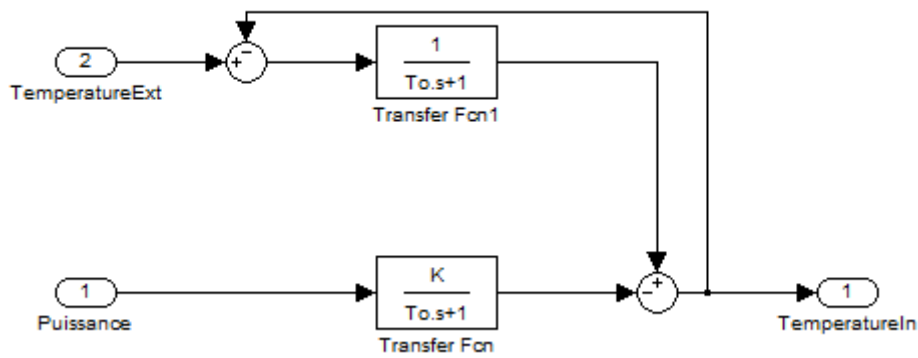 2
TemperatureExt
+
−
1
To.s+1
Transfer Fcn1
1
Puissance
K
To.s+1
Transfer Fcn
−
+
1
TemperatureIn